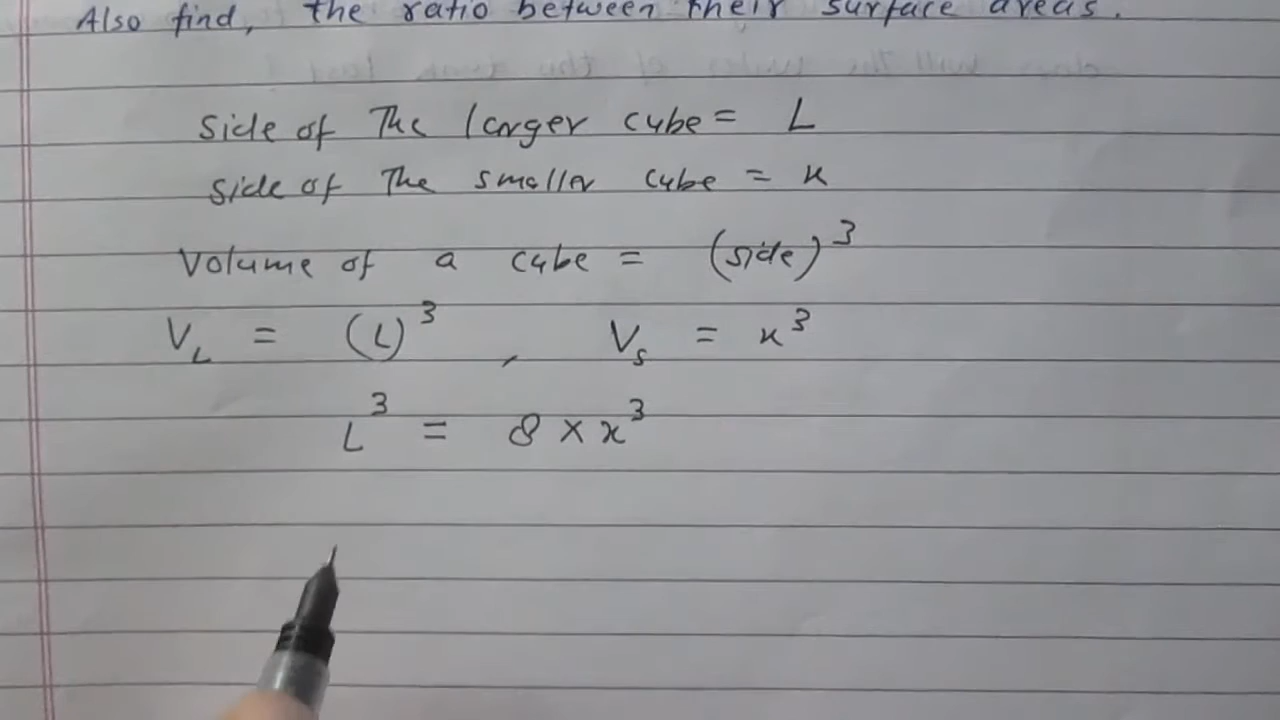 Also find, the ratio between their surface areas.
Side of The larger cube = L
Side of The smaller cube = x
Volume of a cube = (side)³
V_L = (L)³ , V_s = x³
L³ = 8 × x³